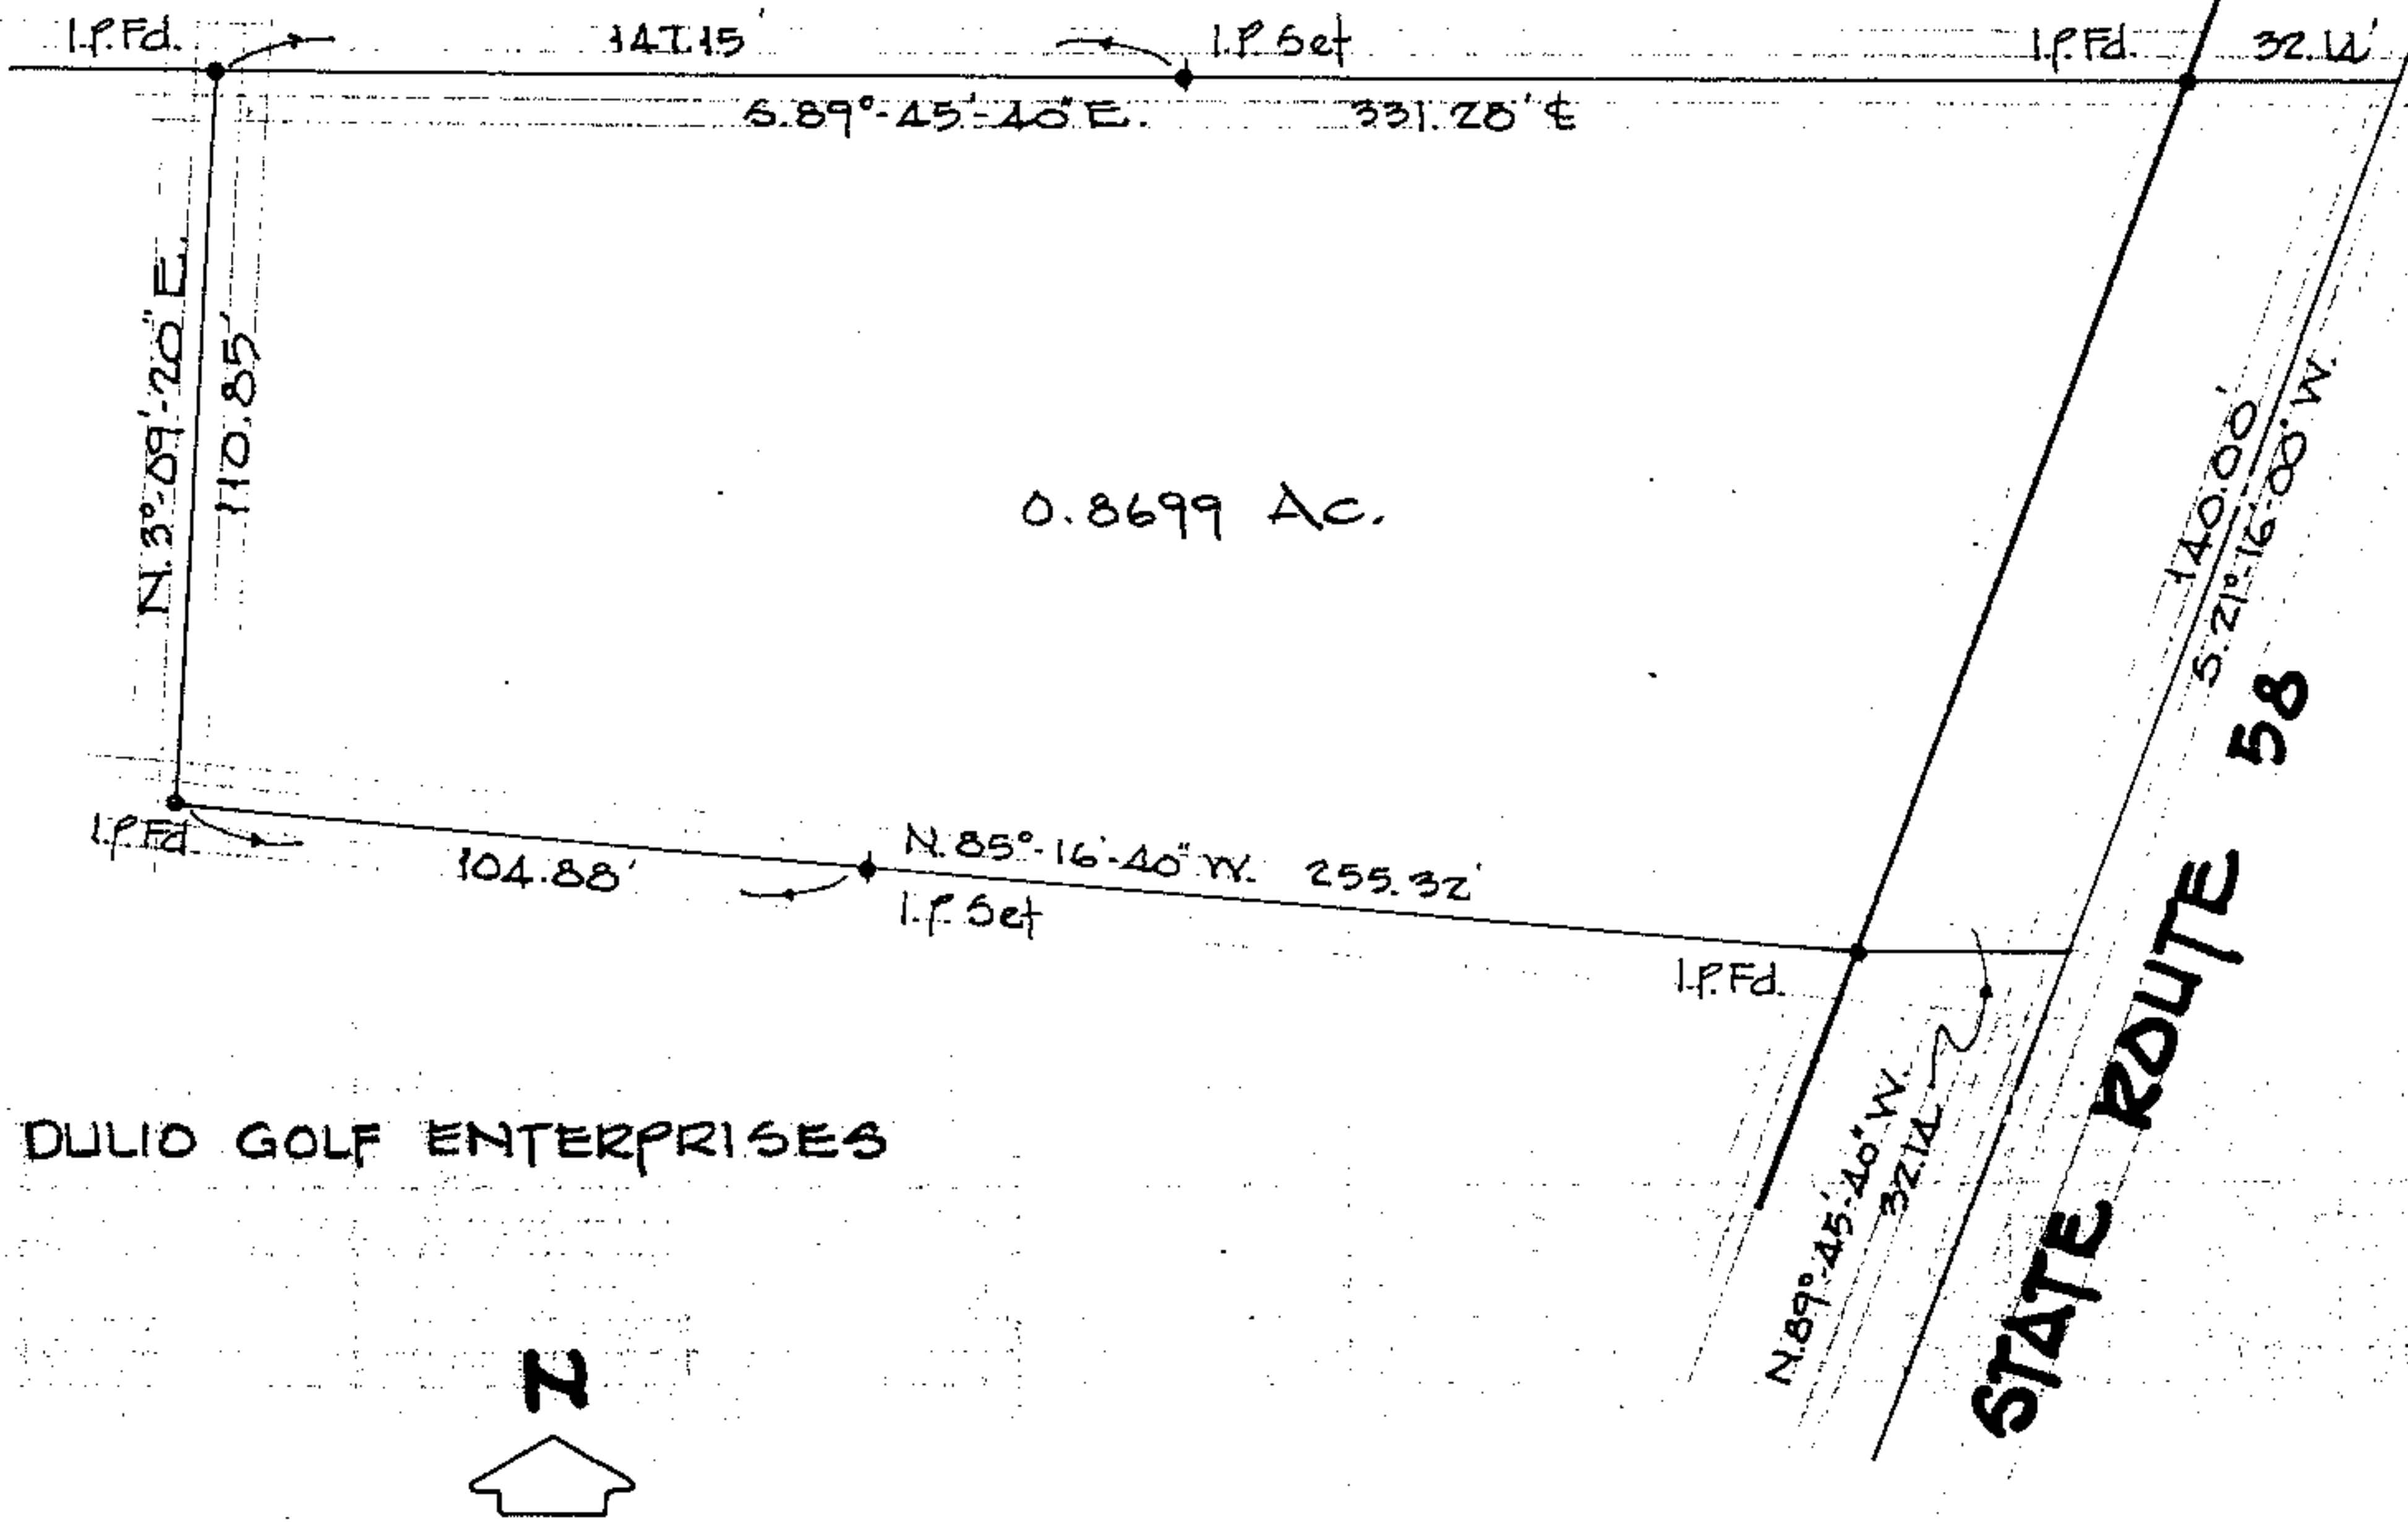 I.P. Fd.
147.15'
I.P. Set
I.P. Fd.
32.14'
S. 89°-45'-40" E.
331.28' ℄
N. 3°-09'-20" E.
110.85'
0.8699 Ac.
140.00'
S. 21°-16'-00" W.
I.P. Fd
104.88'
N. 85°-16'-40" W. 255.32'
I.P. Set
I.P. Fd.
N. 89°-45'-40" W.
32.14
STATE ROUTE 58
DULIO GOLF ENTERPRISES
N